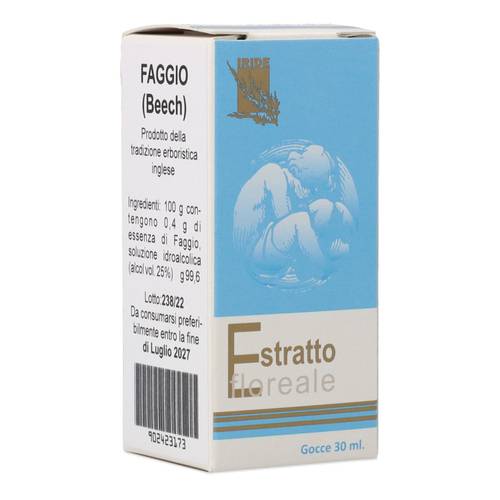 FAGGIO
(Beech)
Prodotto della
tradizione erboristica
inglese
Ingredienti: 100 g con-
tengono 0,4 g di
essenza di Faggio,
soluzione idroalcolica
(alcol vol. 25%) g99,6
Lotto:238/22
Da consumarsi preferi-
bilmente entro la fine
di Luglio 2027
902423173
IRIDE
Estratto
floreale
Gocce 30 ml.